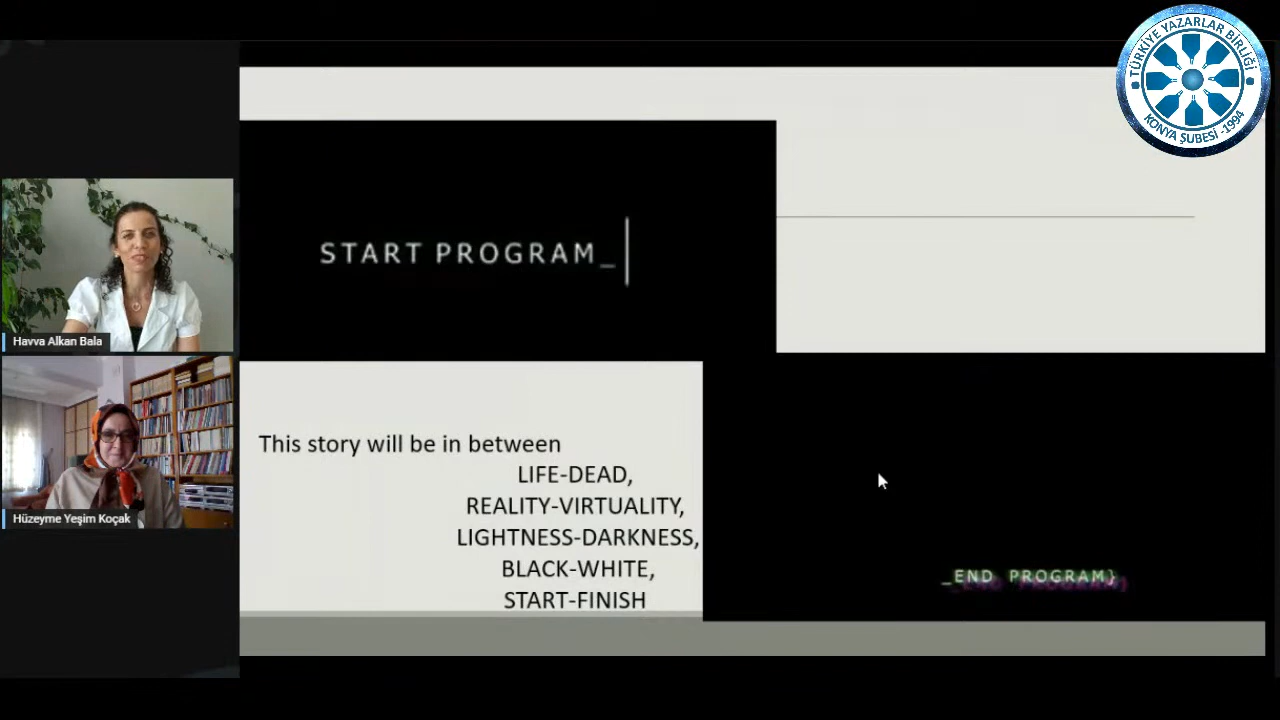 TÜRKİYE YAZARLAR BİRLİĞİ
KONYA ŞUBESİ -1994
START PROGRAM_
Havva Alkan Bala
Hüzeyme Yeşim Koçak
This story will be in between
LIFE-DEAD,
REALITY-VIRTUALITY,
LIGHTNESS-DARKNESS,
BLACK-WHITE,
START-FINISH
_END PROGRAM}